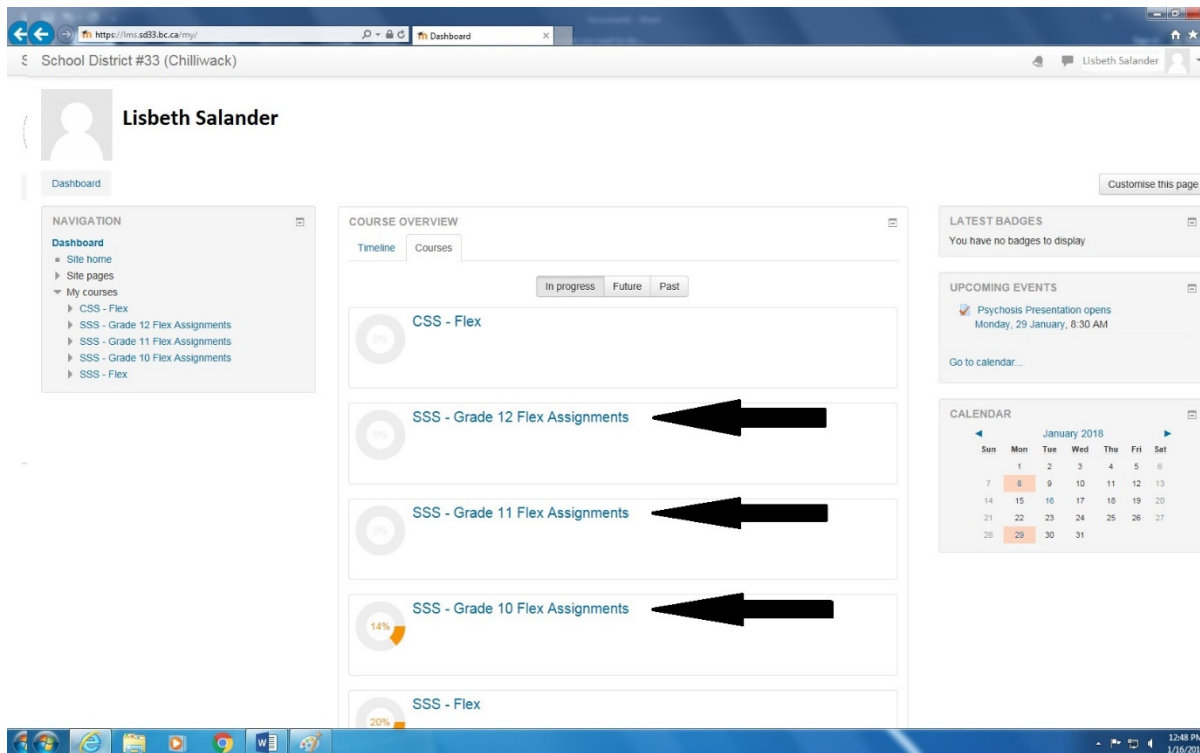 https://lms.sd33.bc.ca/my/
Dashboard
School District #33 (Chilliwack)
Lisbeth Salander
Lisbeth Salander
Dashboard
Customise this page
NAVIGATION
Dashboard
Site home
Site pages
My courses
CSS - Flex
SSS - Grade 12 Flex Assignments
SSS - Grade 11 Flex Assignments
SSS - Grade 10 Flex Assignments
SSS - Flex
COURSE OVERVIEW
Timeline Courses
In progress Future Past
0%
CSS - Flex
0%
SSS - Grade 12 Flex Assignments
0%
SSS - Grade 11 Flex Assignments
14%
SSS - Grade 10 Flex Assignments
20%
SSS - Flex
LATEST BADGES
You have no badges to display
UPCOMING EVENTS
Psychosis Presentation opens
Monday, 29 January, 8:30 AM
Go to calendar...
CALENDAR
January 2018
Sun Mon Tue Wed Thu Fri Sat
1 2 3 4 5 6
7 8 9 10 11 12 13
14 15 16 17 18 19 20
21 22 23 24 25 26 27
28 29 30 31
12:48 PM